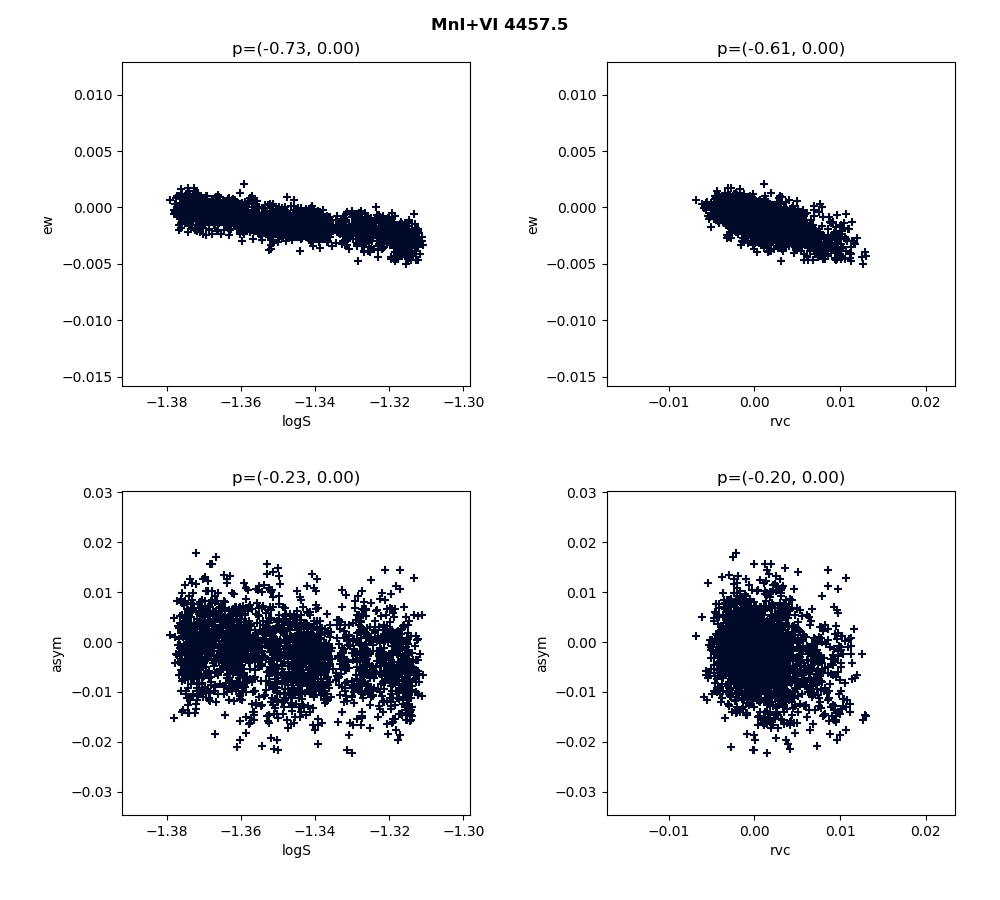 MnI+VI 4457.5
p=(-0.73, 0.00)
p=(-0.61, 0.00)
0.010
0.005
0.000
−0.005
−0.010
−0.015
ew
−1.38 −1.36 −1.34 −1.32 −1.30
logS
0.010
0.005
0.000
−0.005
−0.010
−0.015
ew
−0.01 0.00 0.01 0.02
rvc
p=(-0.23, 0.00)
p=(-0.20, 0.00)
0.03
0.02
0.01
0.00
−0.01
−0.02
−0.03
asym
−1.38 −1.36 −1.34 −1.32 −1.30
logS
0.03
0.02
0.01
0.00
−0.01
−0.02
−0.03
asym
−0.01 0.00 0.01 0.02
rvc